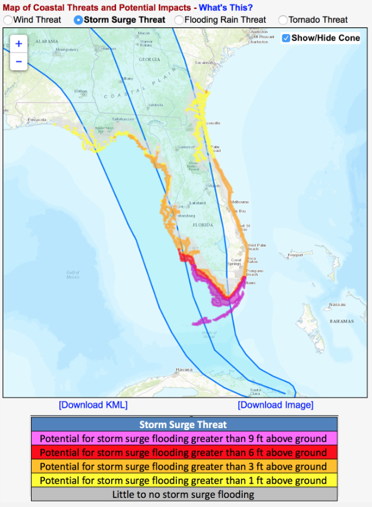 Map of Coastal Threats and Potential Impacts - What's This?
Wind Threat Storm Surge Threat Flooding Rain Threat Tornado Threat
Show/Hide Cone
+
−
ALABAMA
GEORGIA
FLORIDA
BAHAMAS
[Download KML] [Download Image]
Storm Surge Threat
Potential for storm surge flooding greater than 9 ft above ground
Potential for storm surge flooding greater than 6 ft above ground
Potential for storm surge flooding greater than 3 ft above ground
Potential for storm surge flooding greater than 1 ft above ground
Little to no storm surge flooding